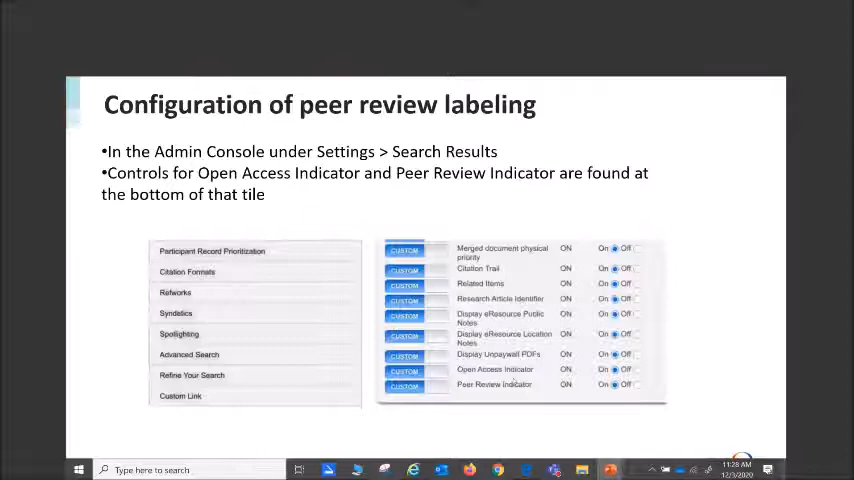 Configuration of peer review labeling
•In the Admin Console under Settings > Search Results
•Controls for Open Access Indicator and Peer Review Indicator are found at
the bottom of that tile
Participant Record Prioritization
Citation Formats
Refworks
Syndetics
Spotlighting
Advanced Search
Refine Your Search
Custom Link
CUSTOM Merged document physical ON On Off
priority
CUSTOM Citation Trail ON On Off
CUSTOM Related Items ON On Off
CUSTOM Research Article Identifier ON On Off
CUSTOM Display eResource Public ON On Off
Notes
CUSTOM Display eResource Location ON On Off
Notes
CUSTOM Display Unpaywall PDFs ON On Off
CUSTOM Open Access Indicator ON On Off
CUSTOM Peer Review Indicator ON On Off
Type here to search
11:28 AM
12/3/2020